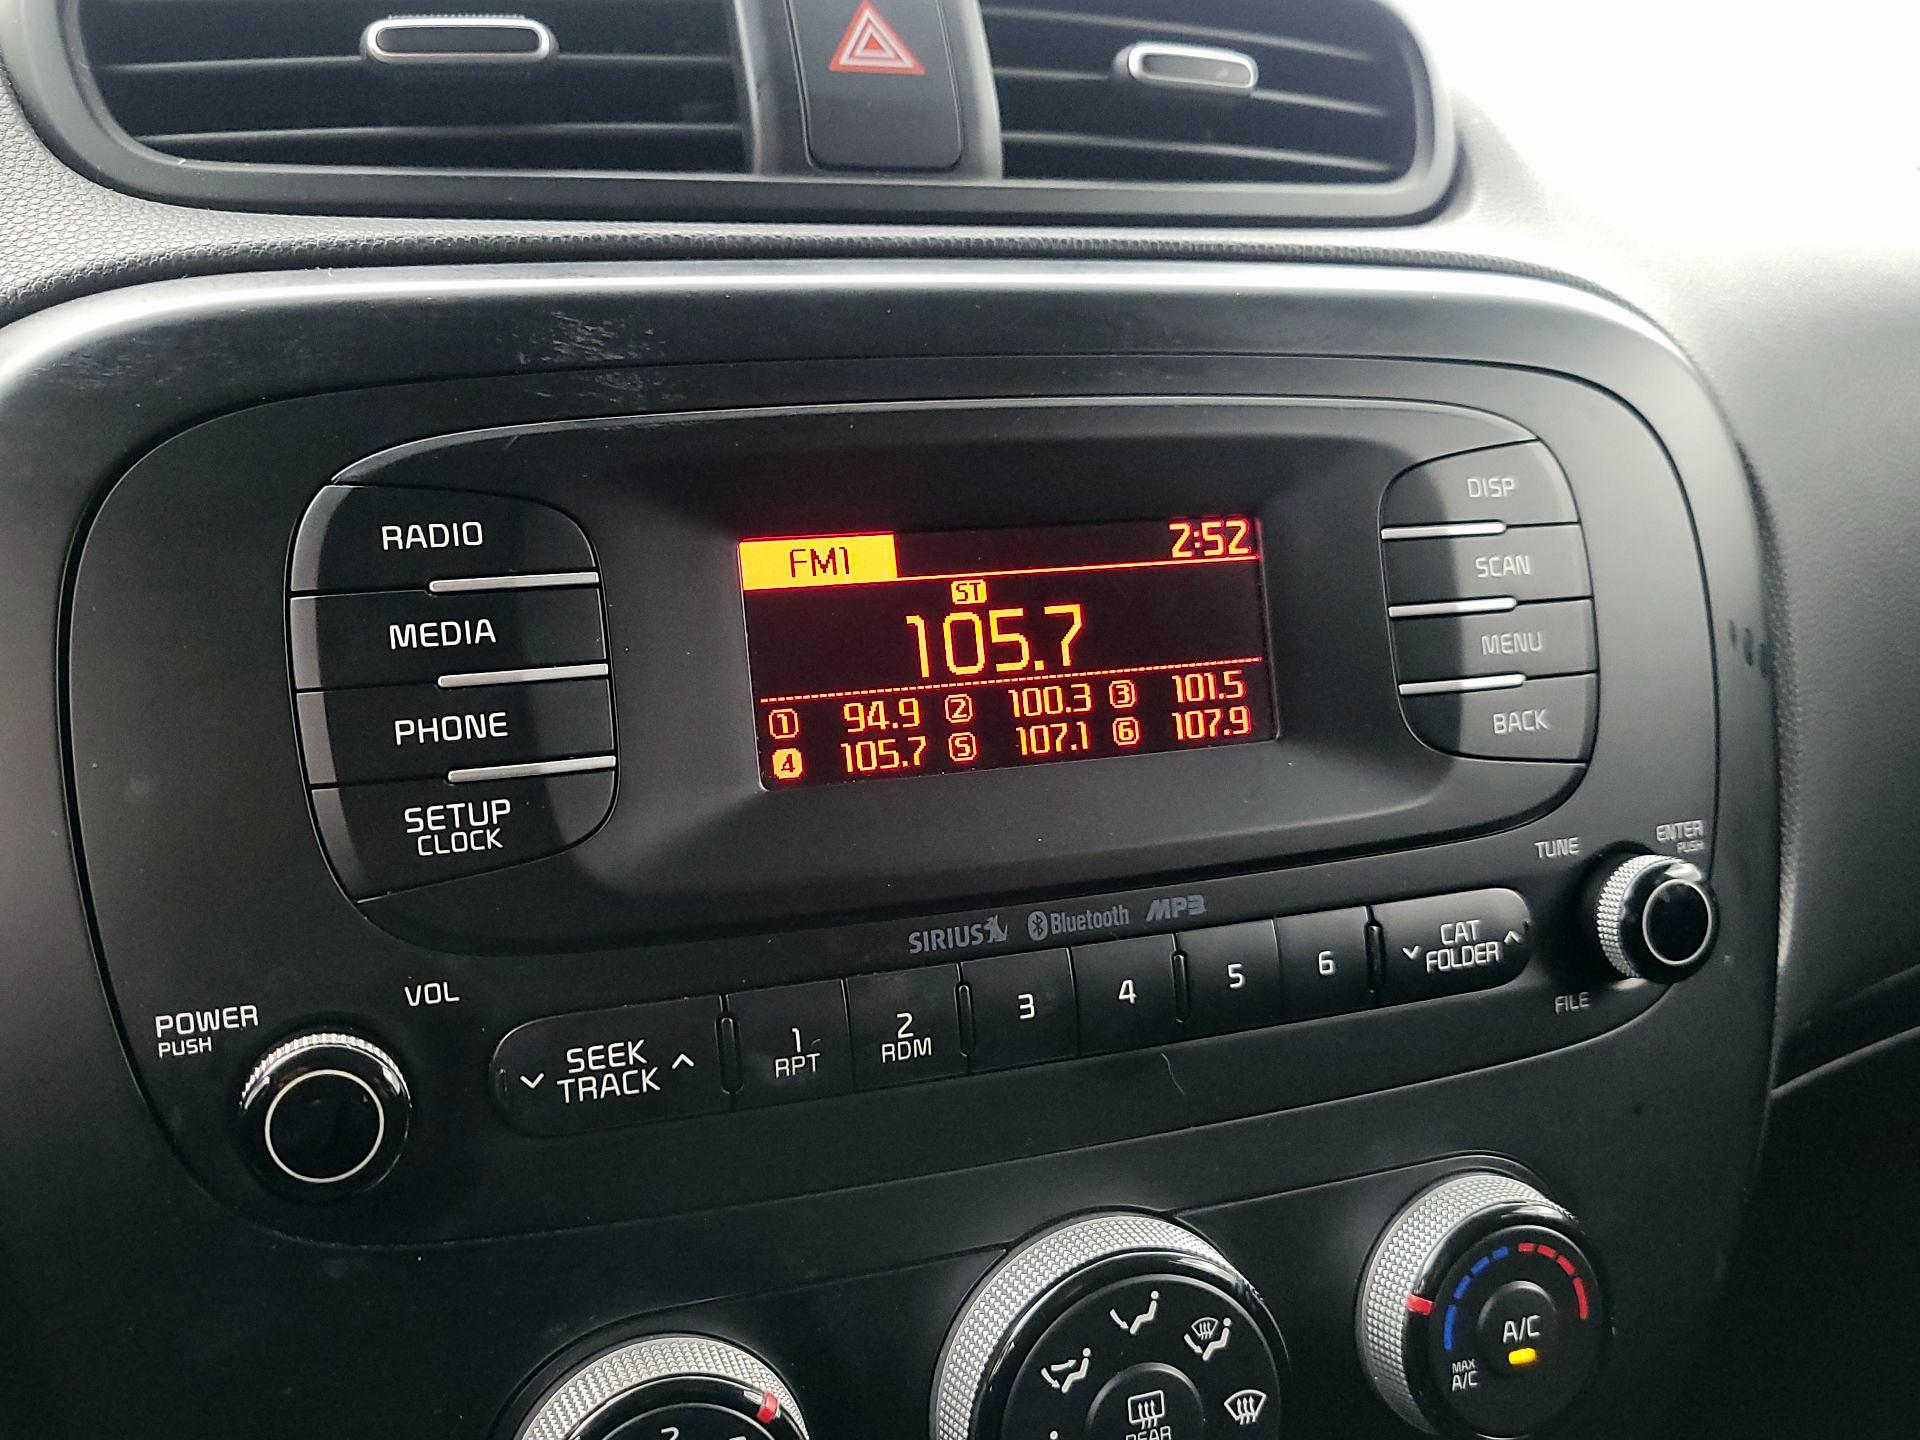 RADIO
MEDIA
PHONE
SETUP
CLOCK
FM1 2:52
ST
105.7
1 94.9 2 100.3 3 101.5
4 105.7 5 107.1 6 107.9
DISP
SCAN
MENU
BACK
SIRIUS Bluetooth MP3
TUNE
ENTER
PUSH
POWER
PUSH
VOL
SEEK
TRACK
1
RPT
2
RDM
3
4
5
6
CAT
FOLDER
FILE
A/C
MAX
A/C
REAR